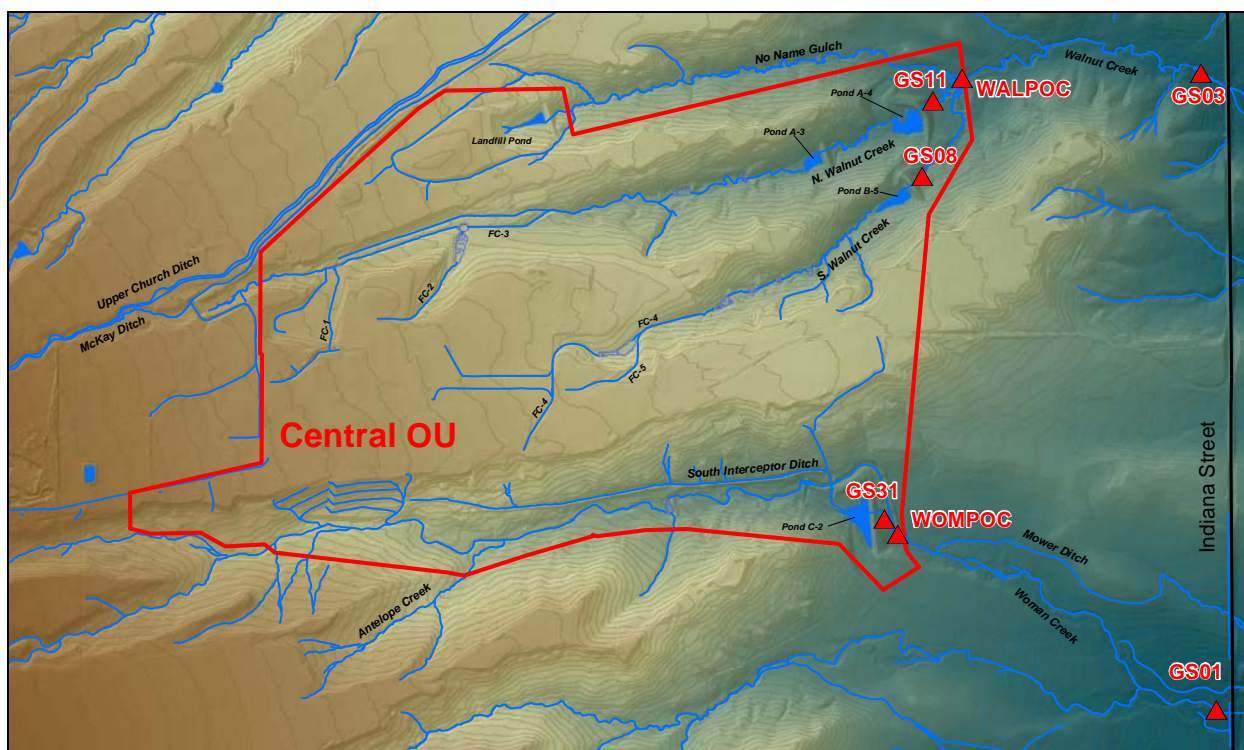 No Name Gulch
Walnut Creek
GS11
WALPOC
GS03
Pond A-4
Landfill Pond
Pond A-3
N. Walnut Creek
GS08
Pond B-5
S. Walnut Creek
FC-3
Upper Church Ditch
FC-2
McKay Ditch
FC-1
FC-4
FC-5
FC-4
Central OU
Indiana Street
South Interceptor Ditch
GS31
WOMPOC
Pond C-2
Mower Ditch
Woman Creek
Antelope Creek
GS01